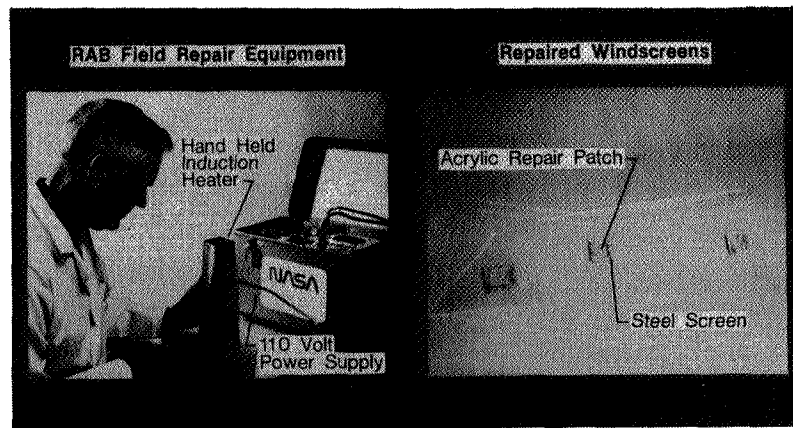 RAB Field Repair Equipment
Hand Held
Induction
Heater
NASA
110 Volt
Power Supply
Repaired Windscreens
Acrylic Repair Patch
Steel Screen